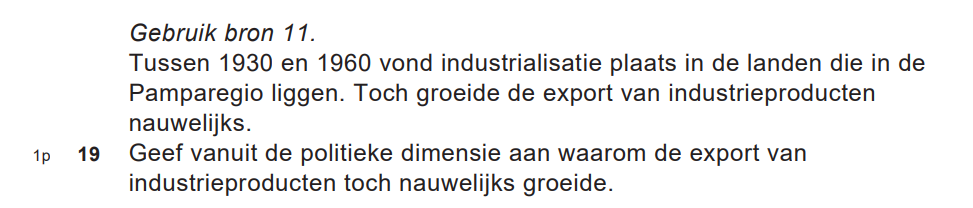 Gebruik bron 11.
Tussen 1930 en 1960 vond industrialisatie plaats in de landen die in de
Pamparegio liggen. Toch groeide de export van industrieproducten
nauwelijks.
1p 19 Geef vanuit de politieke dimensie aan waarom de export van
industrieproducten toch nauwelijks groeide.